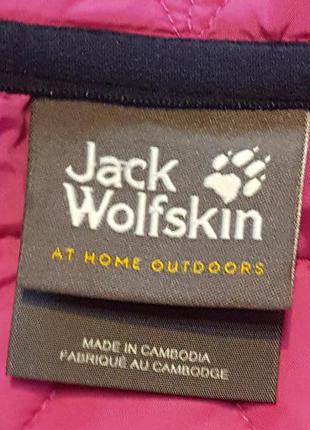 Jack
Wolfskin
AT HOME OUTDOORS
MADE IN CAMBODIA
FABRIQUÉ AU CAMBODGE